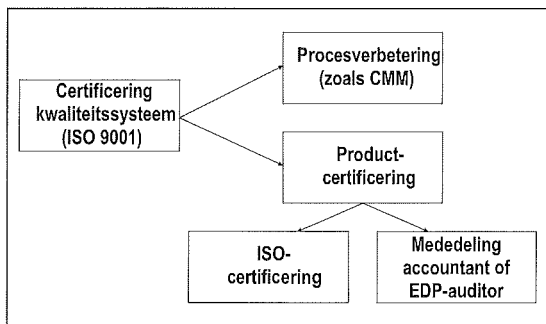 Certificering
kwaliteitssysteem
(ISO 9001)
Procesverbetering
(zoals CMM)
Product-
certificering
ISO-
certificering
Mededeling
accountant of
EDP-auditor